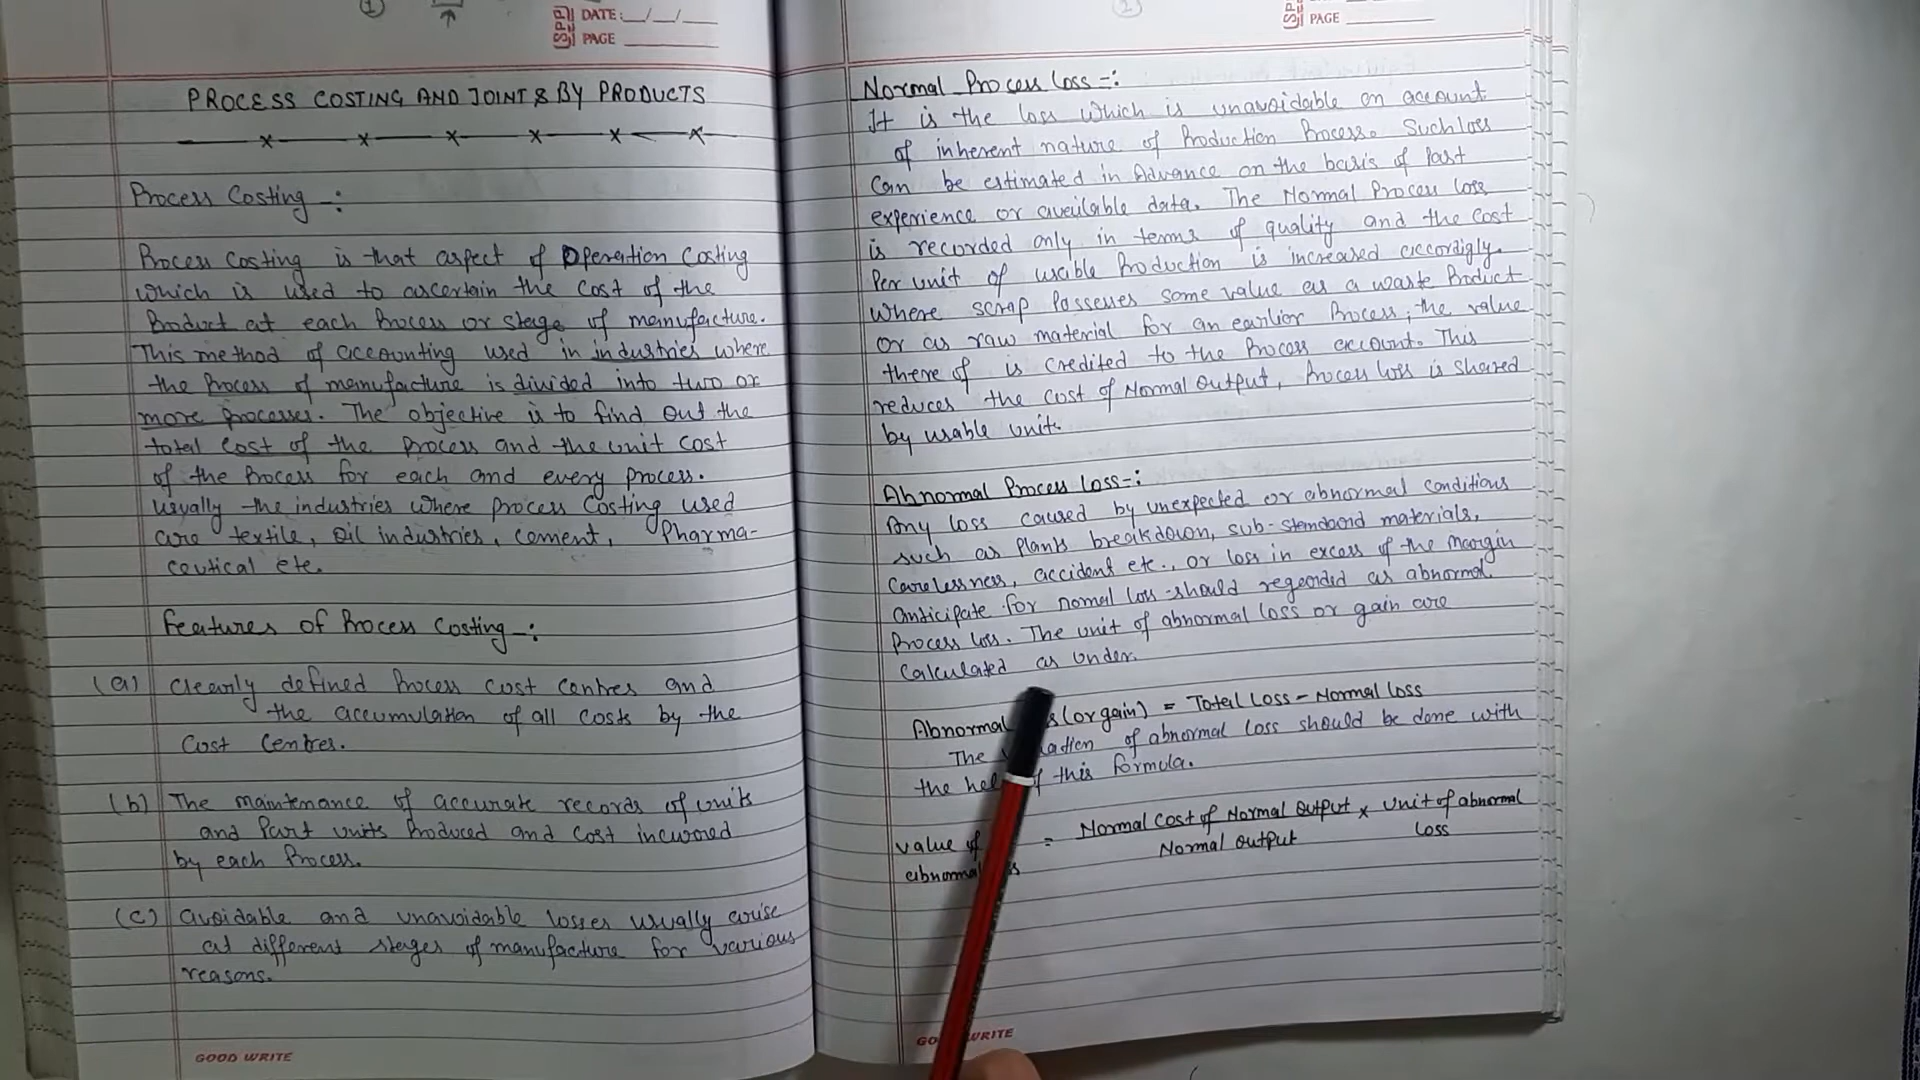 1
SPP DATE: __/__/____
PAGE
PROCESS COSTING AND JOINT & BY PRODUCTS
Process Costing -:
Process Costing is that aspect of Operation Costing
which is used to ascertain the Cost of the
Product at each Process or stage of manufacture.
This method of accounting used in industries where
the Process of manufacture is divided into two or
more processes. The objective is to find out the
total cost of the Process and the unit cost
of the Process for each and every process.
Usually the industries where Process Costing used
are textile, Oil industries, cement, Pharma-
ceutical etc.
Features of Process Costing -:
(a) Clearly defined Process cost centres and
the accumulation of all costs by the
Cost Centres.
(b) The maintenance of accurate records of units
and Part units Produced and cost incurred
by each Process.
(c) avoidable and unavoidable losses usually arise
at different stages of manufacture for various
reasons.
GOOD WRITE
2
SPP PAGE
Normal Process Loss -:
It is the loss which is unavoidable on account
of inherent nature of Production Process. Such loss
Can be estimated in Advance on the basis of Past
experience or available data. The Normal Process loss
is recorded only in terms of quality and the cost
Per unit of usable Production is increased accordigly.
Where scrap Possesses some value as a waste Product
or as raw material for an earlier Process, the value
there of is credited to the Process account. This
reduces the cost of Normal Output, Process loss is shared
by usable unit.
Abnormal Process Loss -:
Any loss caused by unexpected or abnormal conditions
such as Plants breakdown, sub-standard materials,
Carelessness, accident etc., or loss in excess of the margin
anticipate for nomal loss should regarded as abnormal
Process loss. The unit of abnormal loss or gain are
Calculated as under.
Abnormal (or gain) = Total Loss - Normal loss
The of abnormal loss should be done with
the this formula.
Normal Cost of Normal Output × Unit of abnormal
value of =
Normal Output loss
abnormal
GO WRITE